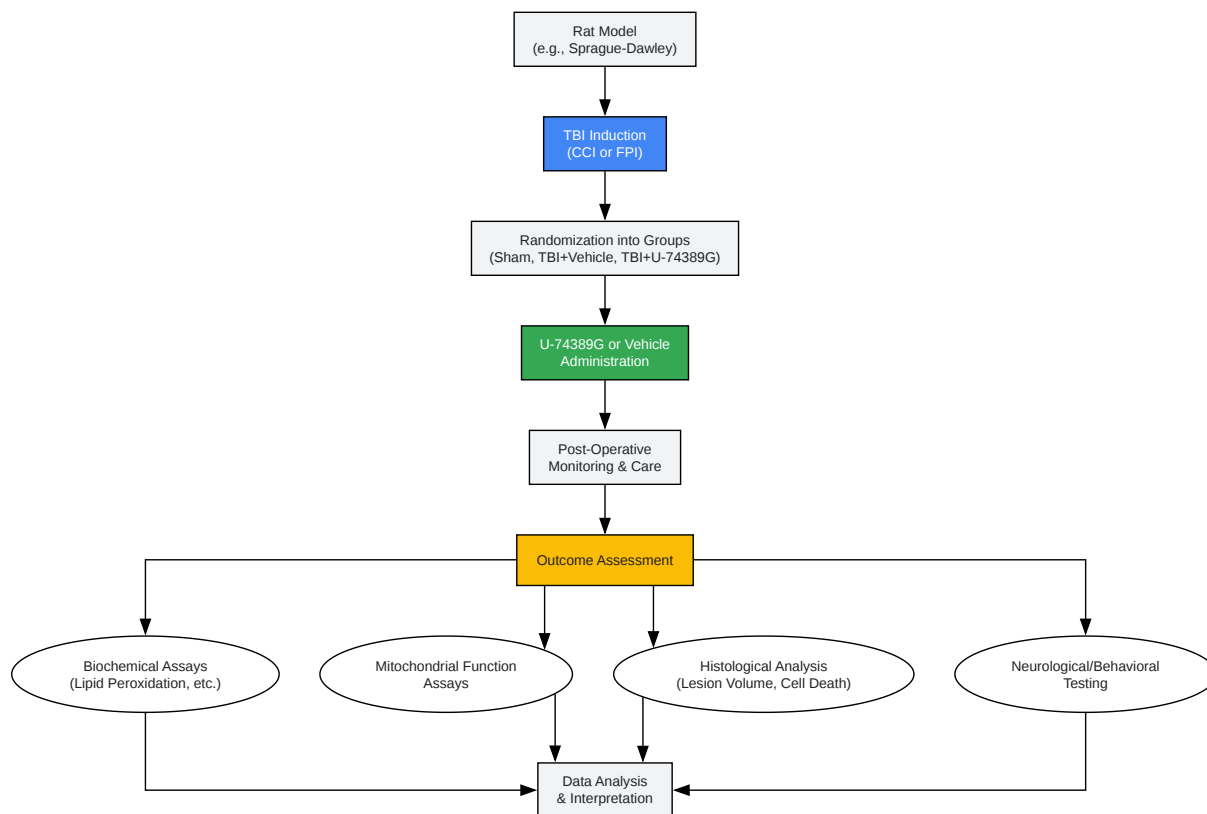 Rat Model
(e.g., Sprague-Dawley)
TBI Induction
(CCI or FPI)
Randomization into Groups
(Sham, TBI+Vehicle, TBI+U-74389G)
U-74389G or Vehicle
Administration
Post-Operative
Monitoring & Care
Outcome Assessment
Biochemical Assays
(Lipid Peroxidation, etc.)
Mitochondrial Function
Assays
Histological Analysis
(Lesion Volume, Cell Death)
Neurological/Behavioral
Testing
Data Analysis
& Interpretation